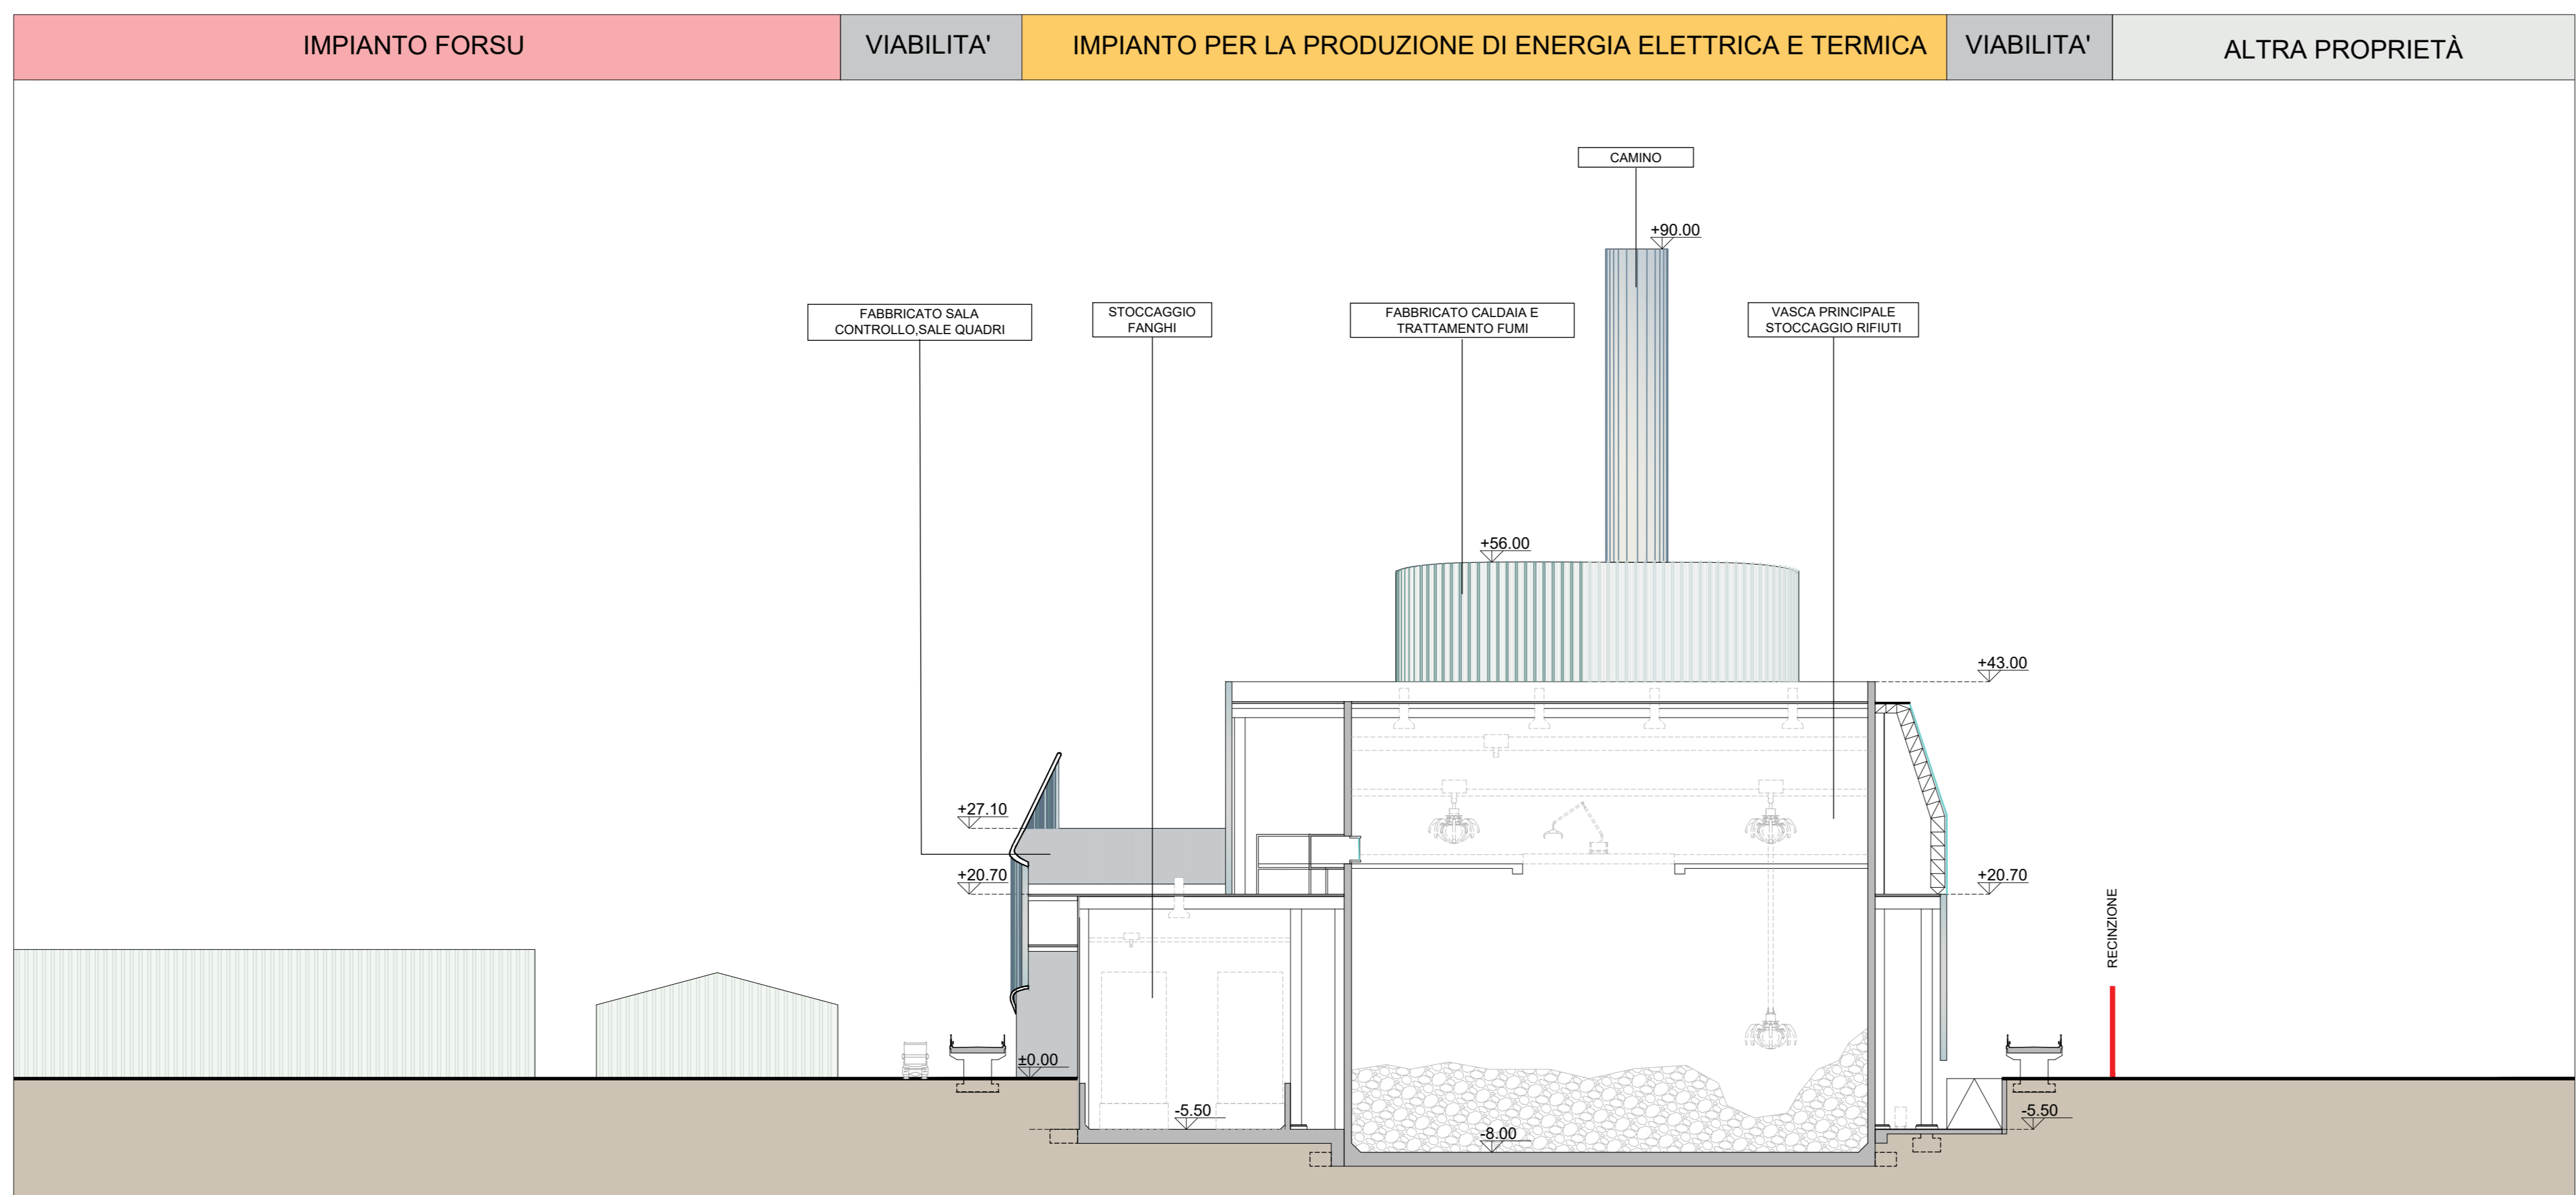 IMPIANTO FORSU
VIABILITA'
IMPIANTO PER LA PRODUZIONE DI ENERGIA ELETTRICA E TERMICA
VIABILITA'
ALTRA PROPRIETÀ
CAMINO
+90.00
FABBRICATO SALA
CONTROLLO,SALE QUADRI
STOCCAGGIO
FANGHI
FABBRICATO CALDAIA E
TRATTAMENTO FUMI
VASCA PRINCIPALE
STOCCAGGIO RIFIUTI
+56.00
+43.00
+27.10
+20.70
+20.70
RECINZIONE
±0.00
-5.50
-8.00
-5.50